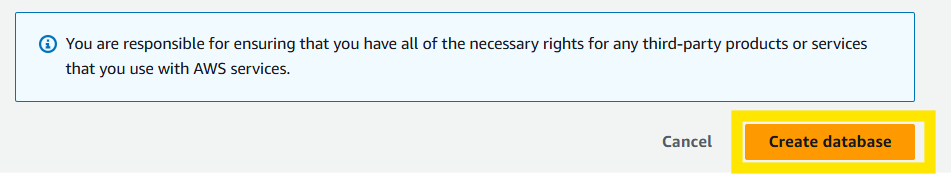 You are responsible for ensuring that you have all of the necessary rights for any third-party products or services
that you use with AWS services.
Cancel
Create database